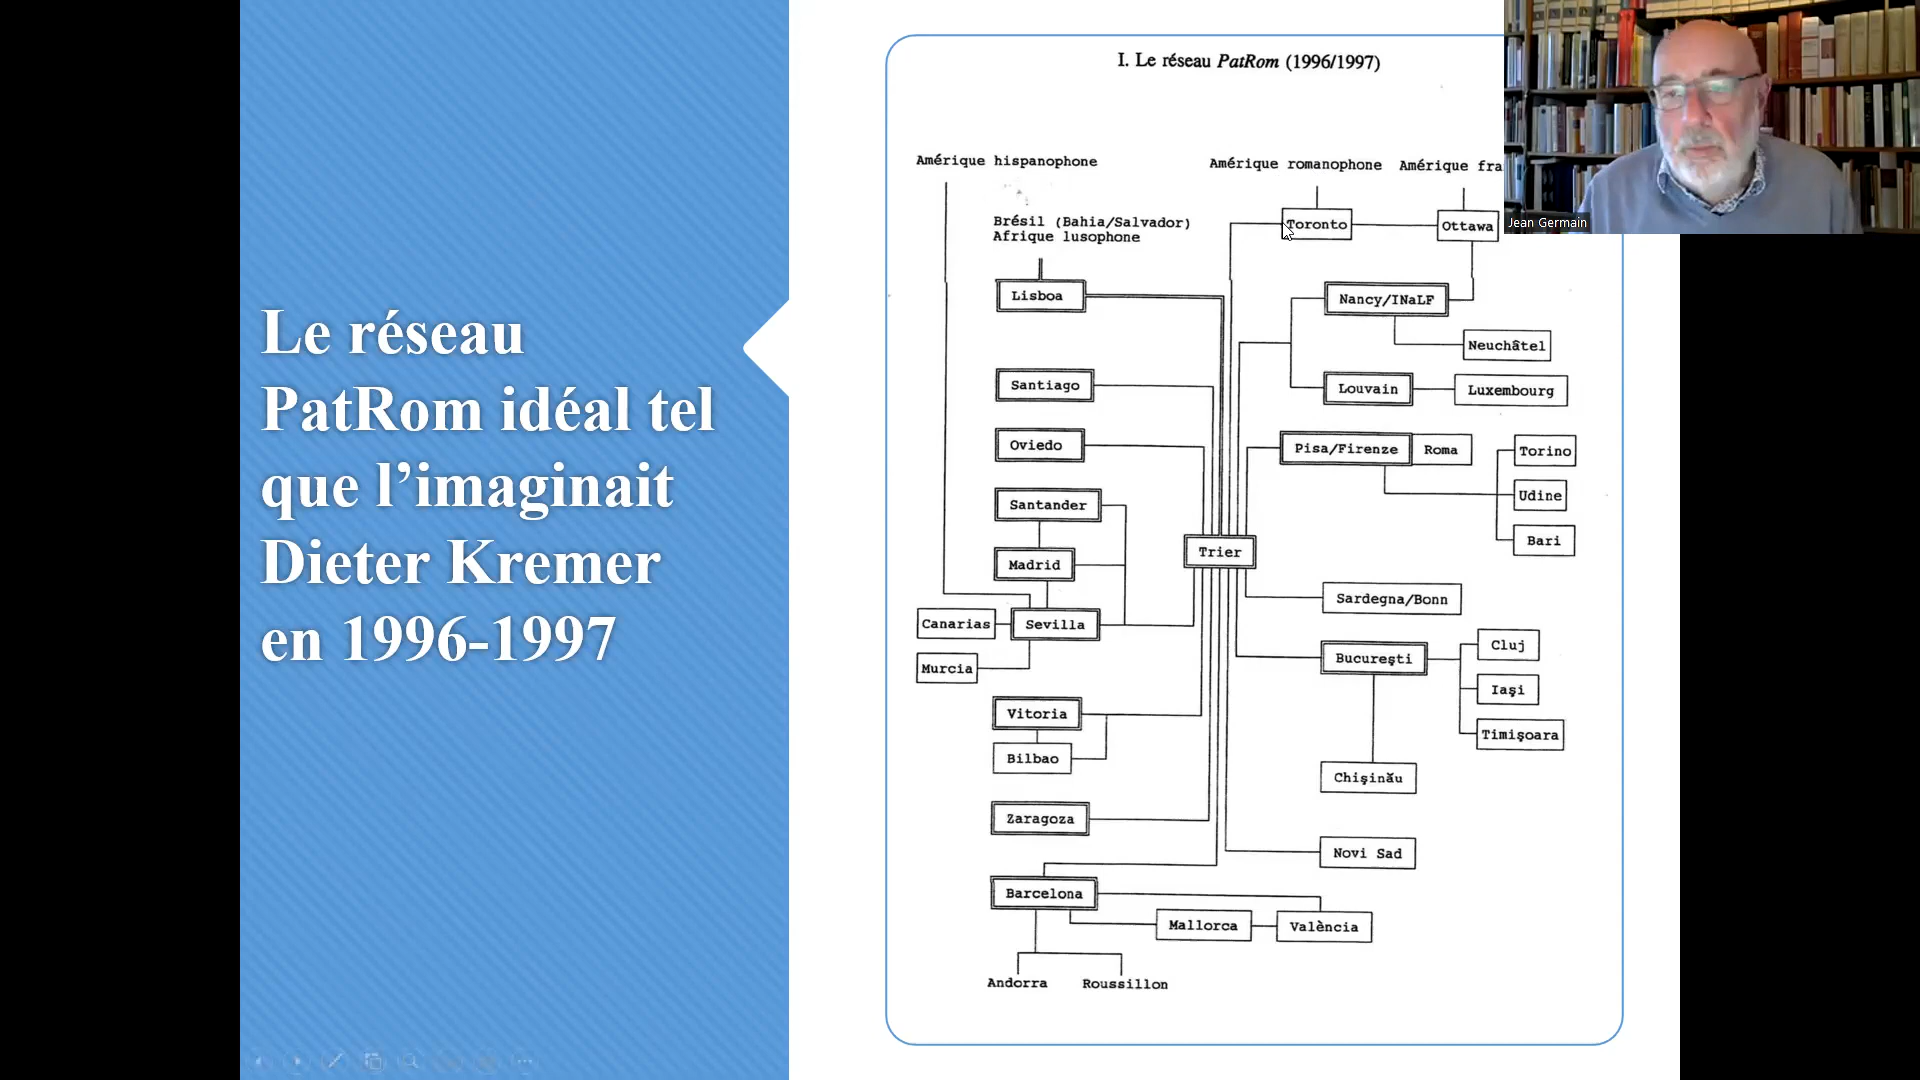 Le réseau
PatRom idéal tel
que l’imaginait
Dieter Kremer
en 1996-1997
I. Le réseau PatRom (1996/1997)
Amérique hispanophone
Amérique romanophone
Amérique fra
Brésil (Bahia/Salvador)
Afrique lusophone
Toronto
Ottawa
Lisboa
Nancy/INaLF
Neuchâtel
Santiago
Louvain
Luxembourg
Oviedo
Pisa/Firenze
Roma
Torino
Udine
Bari
Santander
Madrid
Trier
Canarias
Sevilla
Murcia
Sardegna/Bonn
Bucureşti
Cluj
Iaşi
Timişoara
Vitoria
Bilbao
Chişinău
Zaragoza
Novi Sad
Barcelona
Mallorca
València
Andorra
Roussillon
Jean Germain